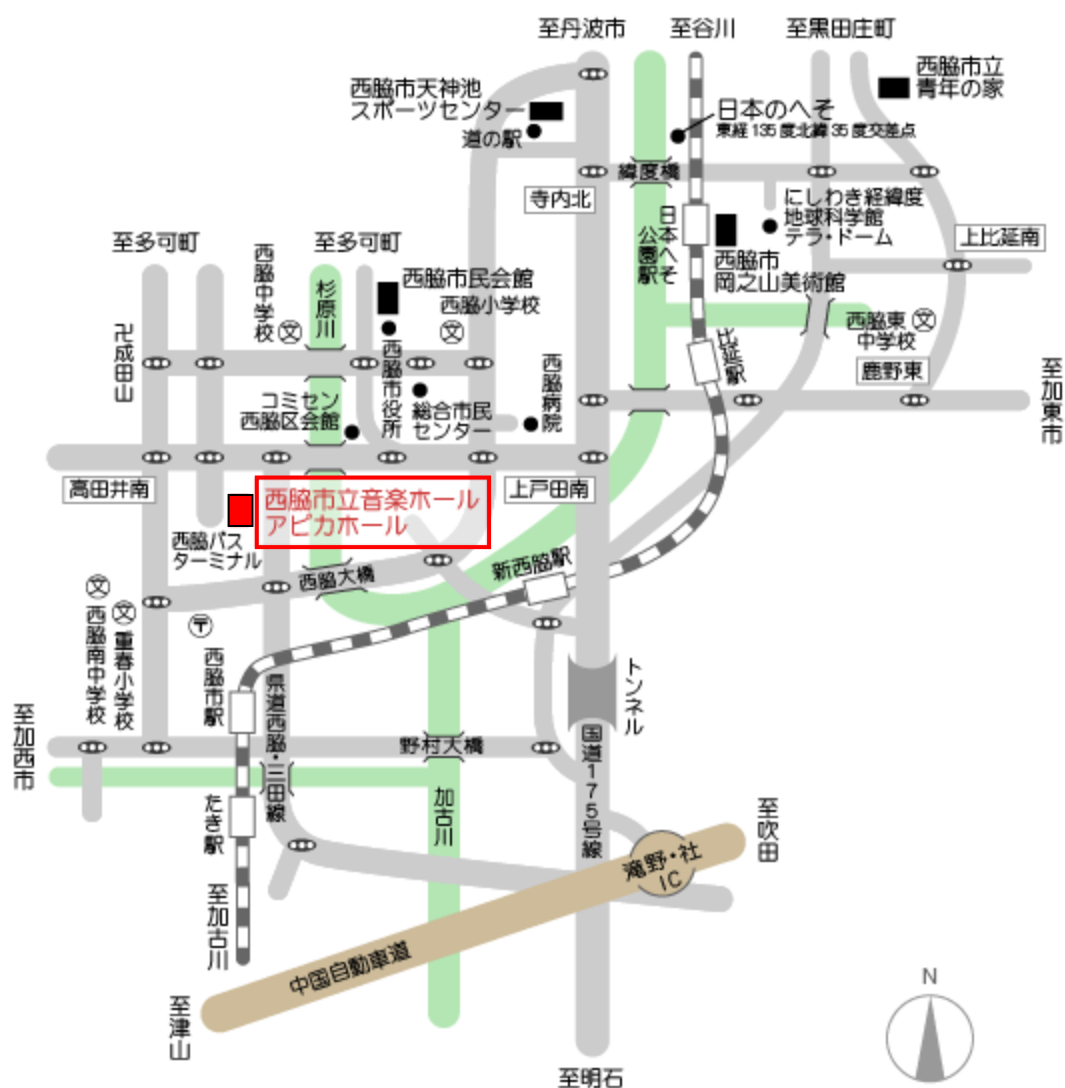 至丹波市
至谷川
至黒田庄町
西脇市立
青年の家
西脇市天神池
スポーツセンター
道の駅
日本のへそ
東経135度北緯35度交差点
緯度橋
寺内北
にしわき経緯度
地球科学館
テラ・ドーム
上比延南
日本へそ
公園駅
西脇市
岡之山美術館
至多可町
至多可町
西脇中学校
文
杉原川
西脇市民会館
西脇小学校
文
西脇東
中学校
文
卍成田山
西脇市役所
西脇病院
比延駅
鹿野東
至加東市
コミセン
西脇区会館
総合市民
センター
高田井南
西脇市立音楽ホール
アピカホール
上戸田南
西脇バス
ターミナル
西脇大橋
新西脇駅
文
西脇南中学校
文
重春小学校
〒
西脇市駅
県道西脇・三田線
トンネル
至加西市
野村大橋
国道175号線
加古川
たき駅
至吹田
滝野・社
IC
至加古川
中国自動車道
至津山
N
至明石